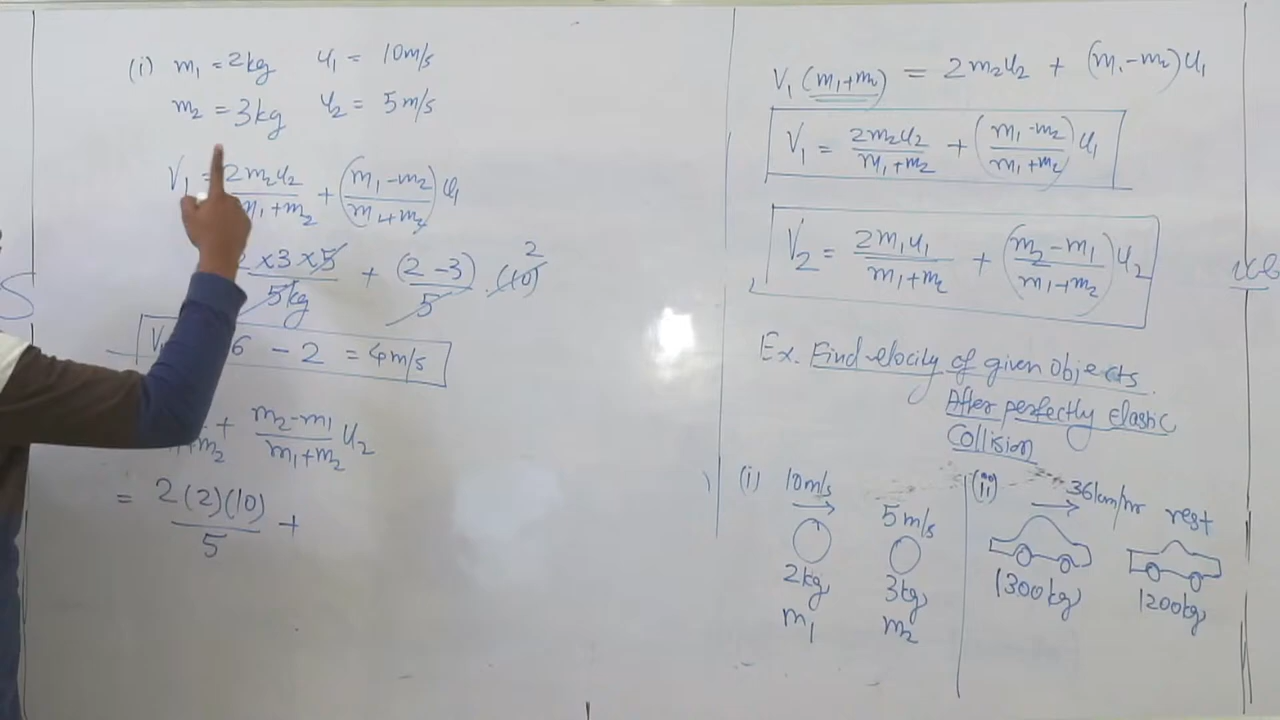 (i) m₁ = 2kg u₁ = 10m/s
m₂ = 3kg u₂ = 5m/s
V₁ = 2m₂u₂ / m₁+m₂ + (m₁-m₂ / m₁+m₂) u₁
×3×5 / 5kg + (2-3) / 5 . (10) 2
V 6 - 2 = 4m/s
+ m₂-m₁ / m₁+m₂ u₂
= 2(2)(10) / 5 +
V₁(m₁+m₂) = 2m₂u₂ + (m₁-m₂)u₁
V₁ = 2m₂u₂ / m₁+m₂ + (m₁-m₂ / m₁+m₂) u₁
V₂ = 2m₁u₁ / m₁+m₂ + (m₂-m₁ / m₁+m₂) u₂
Ex. Find velocity of given objects.
After perfectly Elastic
Collision
(i) 10m/s
5m/s
2kg 3kg
m₁ m₂
(ii) 36km/hr rest
1300kg 1200kg